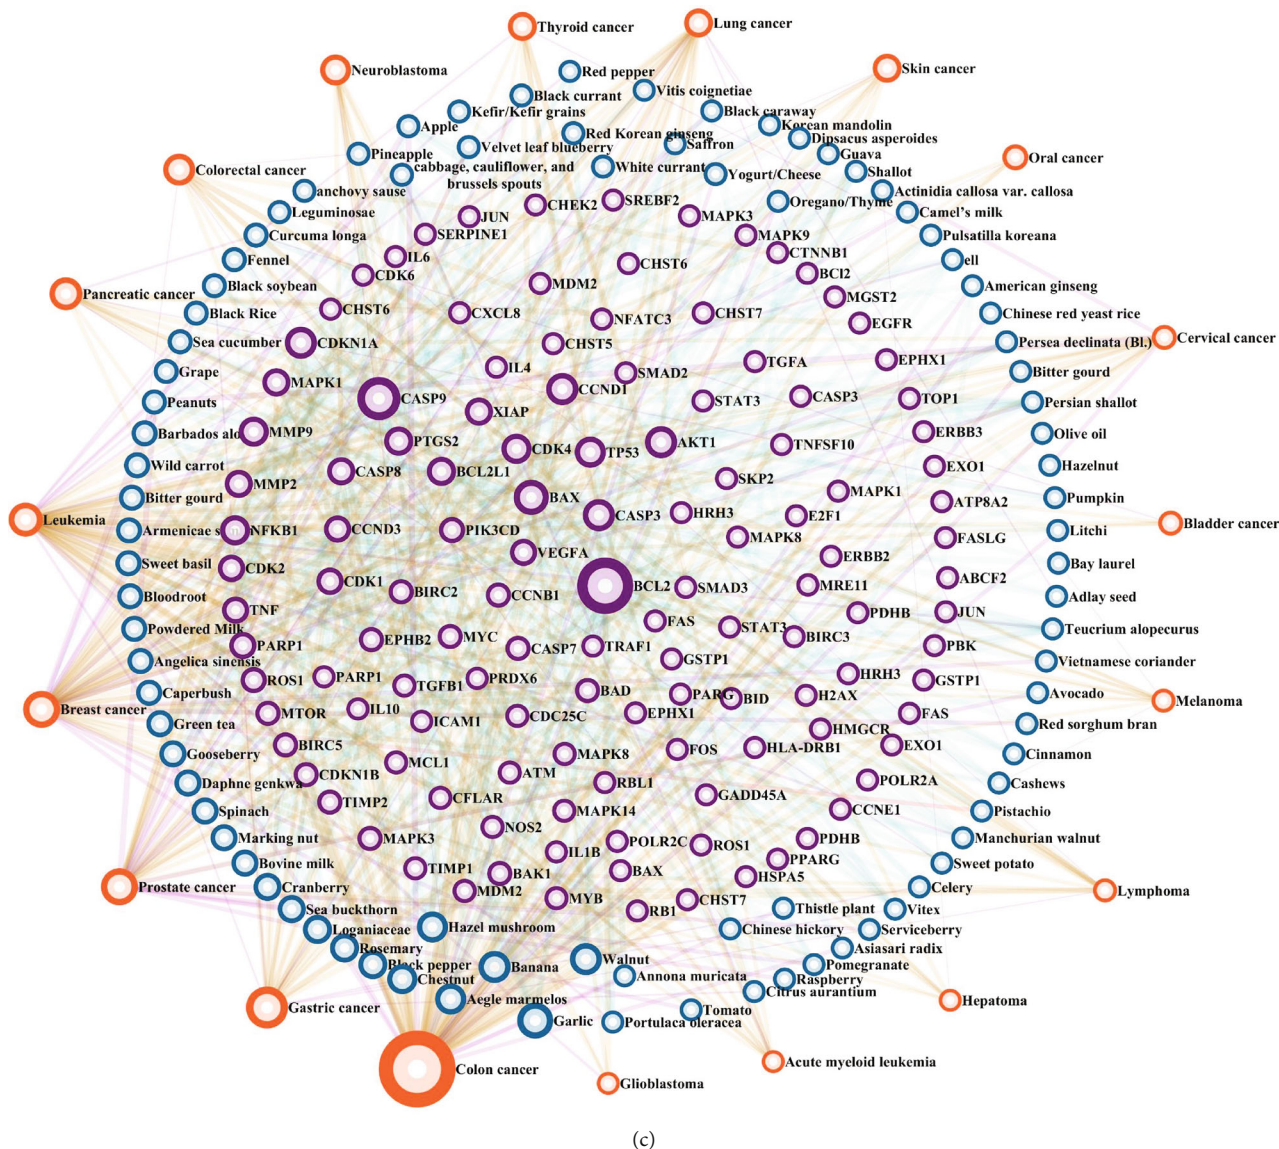 Lung cancer
Thyroid cancer
Skin cancer
Neuroblastoma
Red pepper
Vitis coignetiae
Black currant
Kefir/Kefir grains
Black caraway
Korean mandolin
Apple
Red Korean ginseng
Dipsacus asperoides
Velvet leaf blueberry
Saffron
Pineapple
Guava
Oral cancer
Colorectal cancer
cabbage, cauliflower, and
brussels spouts
White currant
Yogurt/Cheese
Shallot
anchovy sause
Actinidia callosa var. callosa
Leguminosae
CHEK2
SREBF2
Oregano/Thyme
Camel's milk
JUN
MAPK3
Curcuma longa
SERPINE1
MAPK9
Pulsatilla koreana
Fennel
IL6
CTNNB1
ell
CDK6
CHST6
BCI2
Black soybean
MDM2
American ginseng
Pancreatic cancer
MGST2
Black Rice
CHST6
CXCL8
NFATC3
CHST7
EGFR
Chinese red yeast rice
Sea cucumber
CDKN1A
CHST5
Persea declinata (Bl.)
Cervical cancer
Grape
IL4
SMAD2
TGFA
EPHX1
Bitter gourd
MAPK1
CCND1
Peanuts
CASP9
XIAP
STAT3
CASP3
TOP1
Persian shallot
Barbados alo
MMP9
PTGS2
CDK4
TP53
AKT1
TNFSF10
ERBB3
Olive oil
Wild carrot
CASP8
BCL2L1
SKP2
EXO1
Hazelnut
Bitter gourd
MMP2
BAX
MAPK1
ATP8A2
Pumpkin
Leukemia
Armenicae s
NFKB1
CCND3
PIK3CD
CASP3
HRH3
E2F1
MAPK8
FASLG
Litchi
Bladder cancer
Sweet basil
CDK2
VEGFA
ERBB2
Bay laurel
Bloodroot
CDK1
BIRC2
CCNB1
BCL2
SMAD3
MRE11
ABCF2
Adlay seed
TNF
FAS
PDHB
JUN
Powdered Milk
PARP1
EPHB2
MYC
CASP7
TRAF1
STAT3
BIRC3
PBK
Teucrium alopecurus
Angelica sinensis
GSTP1
Vietnamese coriander
ROS1
PARP1
TGFB1
PRDX6
HRH3
GSTP1
Caperbush
BAD
PARG
BID
H2AX
Avocado
Melanoma
Breast cancer
MTOR
IL10
ICAM1
CDC25C
EPHX1
FAS
Green tea
HMGCR
Red sorghum bran
Gooseberry
BIRC5
MAPK8
FOS
HLA-DRB1
EXO1
Cinnamon
Daphne genkwa
CDKN1B
MCL1
ATM
RBL1
POLR2A
Cashews
Spinach
TIMP2
CFLAR
MAPK14
GADD45A
CCNE1
Pistachio
Marking nut
MAPK3
NOS2
POLR2C
ROS1
PDHB
Manchurian walnut
Bovine milk
IL1B
PPARG
Sweet potato
Prostate cancer
Cranberry
TIMP1
BAK1
BAX
HSPA5
Celery
Lymphoma
MDM2
MYB
CHST7
Sea buckthorn
RB1
Thistle plant
Vitex
Loganiaceae
Hazel mushroom
Chinese hickory
Serviceberry
Rosemary
Asiasari radix
Black pepper
Banana
Walnut
Pomegranate
Chestnut
Annona muricata
Raspberry
Aegle marmelos
Citrus aurantium
Hepatoma
Gastric cancer
Garlic
Tomato
Portulaca oleracea
Colon cancer
Acute myeloid leukemia
Glioblastoma
(c)